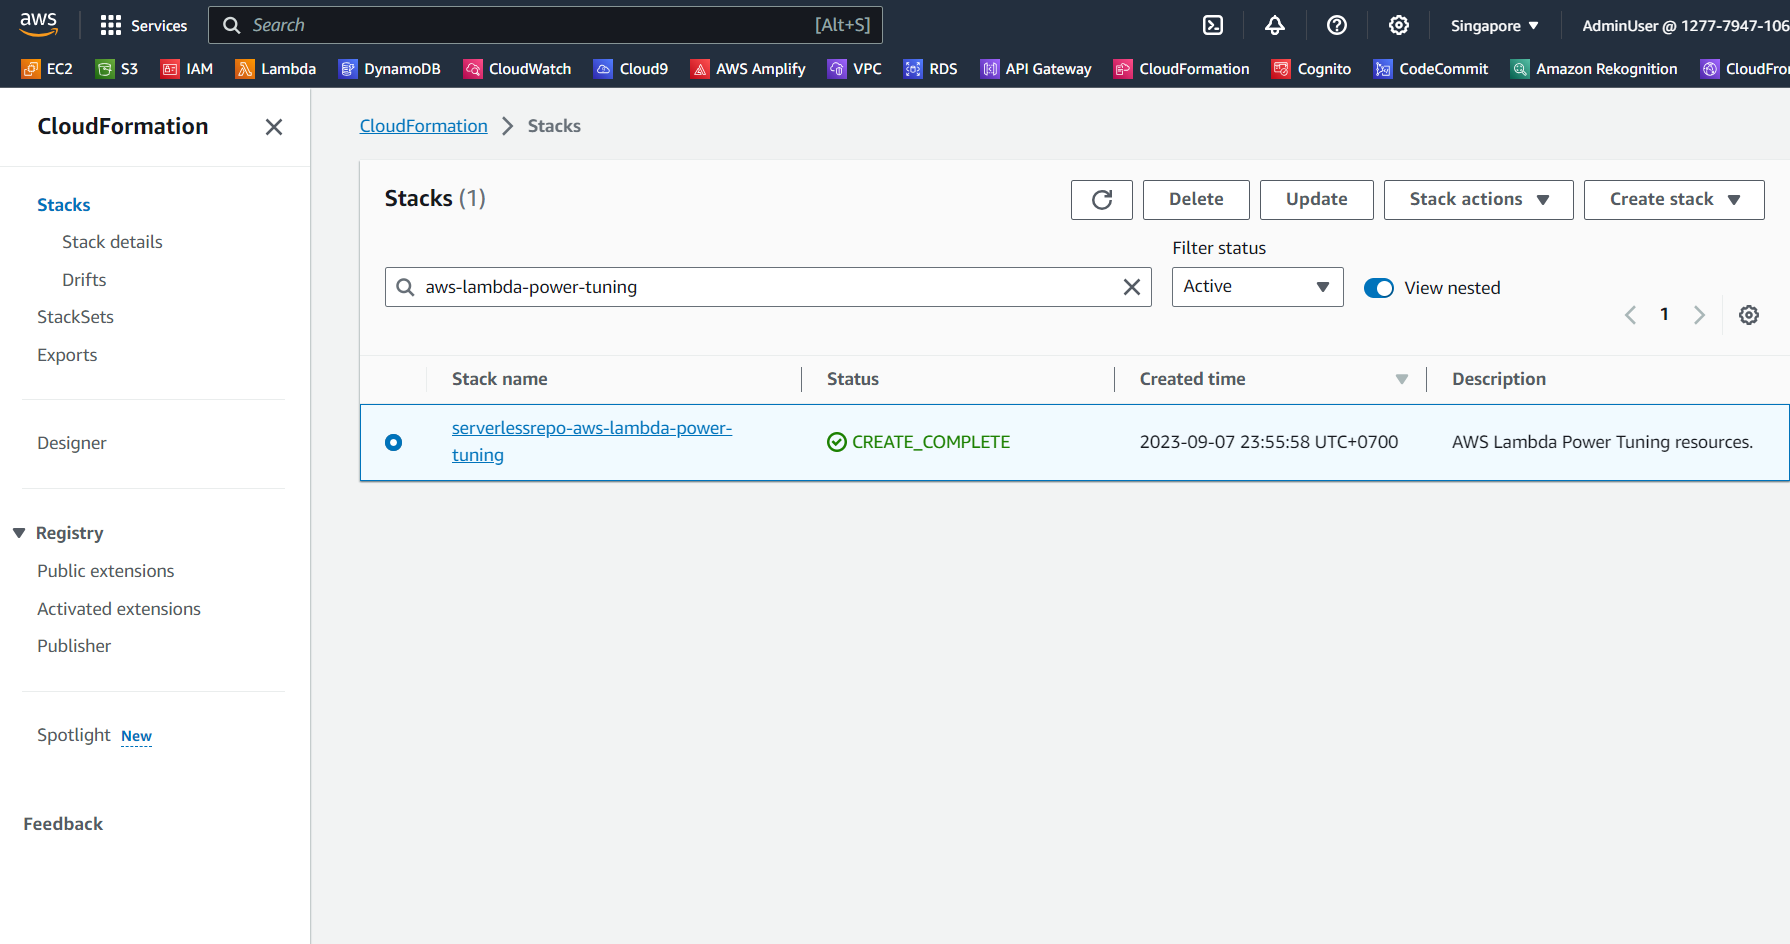 aws
Services
Search
[Alt+S]
Singapore
AdminUser @ 1277-7947-106
EC2
S3
IAM
Lambda
DynamoDB
CloudWatch
Cloud9
AWS Amplify
VPC
RDS
API Gateway
CloudFormation
Cognito
CodeCommit
Amazon Rekognition
CloudFro
CloudFormation
Stacks
Stack details
Drifts
StackSets
Exports
Designer
Registry
Public extensions
Activated extensions
Publisher
Spotlight New
Feedback
CloudFormation > Stacks
Stacks (1)
Delete
Update
Stack actions
Create stack
Filter status
aws-lambda-power-tuning
Active
View nested
1
Stack name
Status
Created time
Description
serverlessrepo-aws-lambda-power-
tuning
CREATE_COMPLETE
2023-09-07 23:55:58 UTC+0700
AWS Lambda Power Tuning resources.